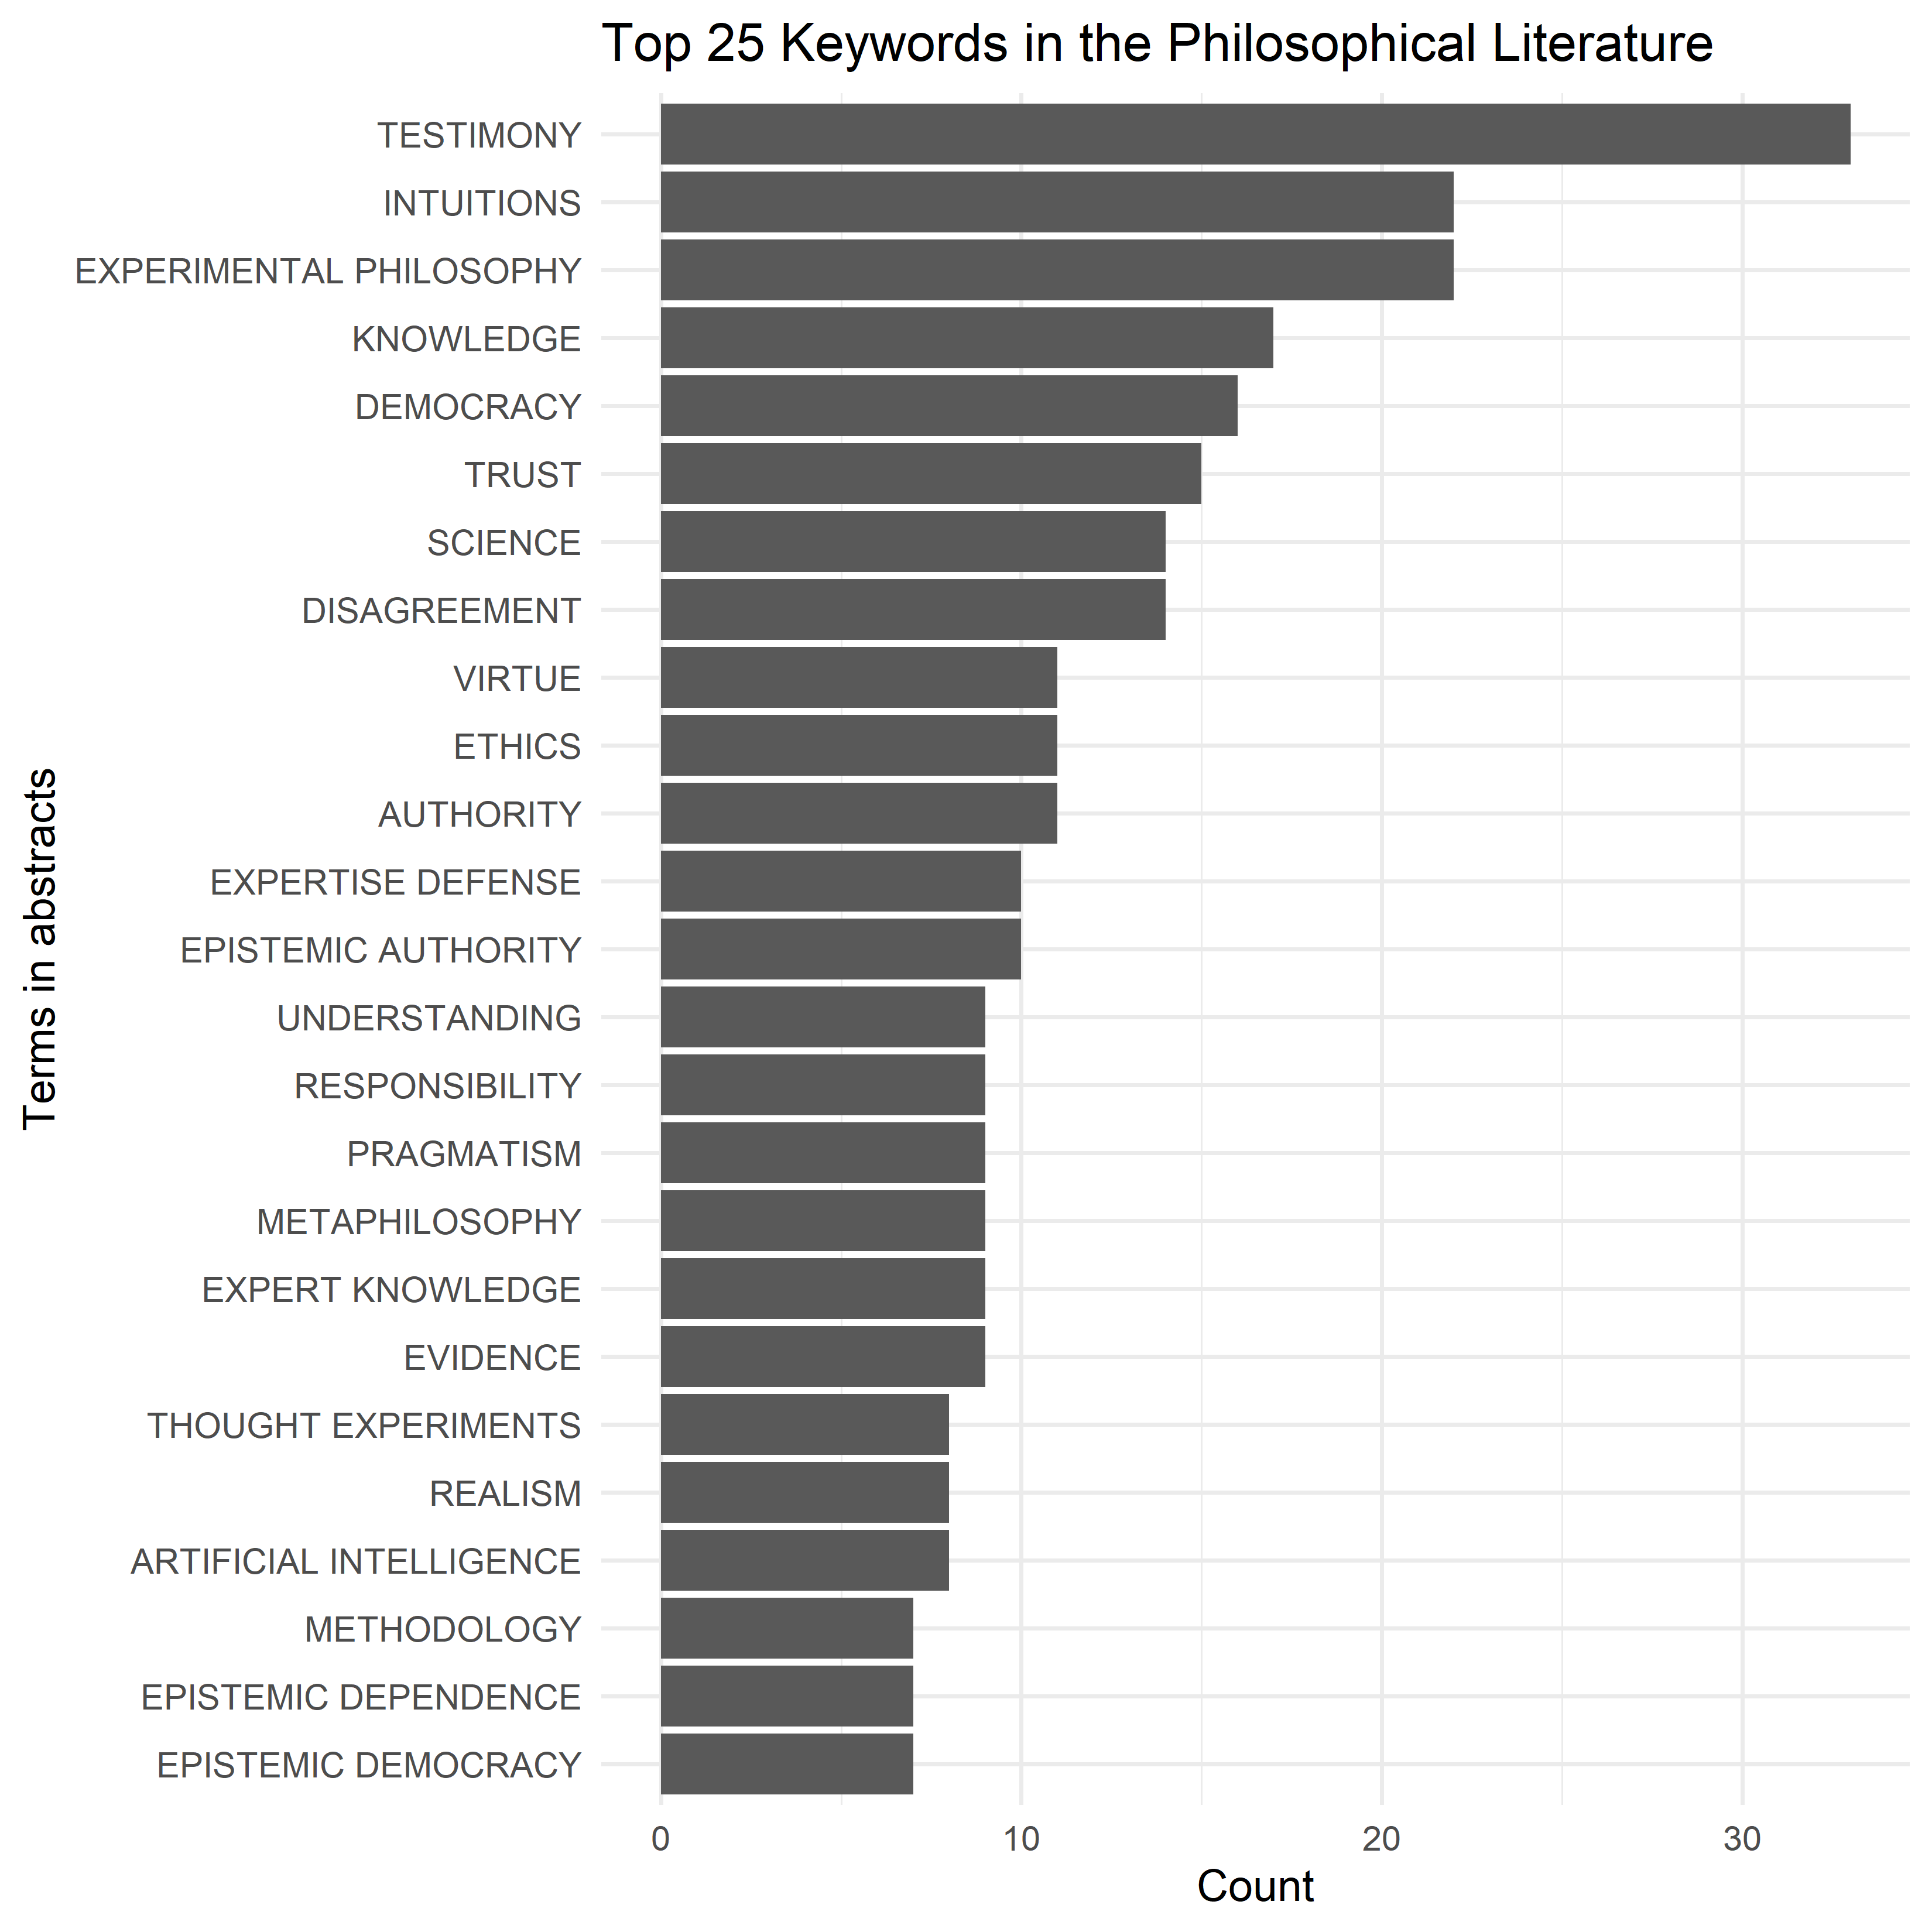 Top 25 Keywords in the Philosophical Literature
TESTIMONY
INTUITIONS
EXPERIMENTAL PHILOSOPHY
KNOWLEDGE
DEMOCRACY
TRUST
SCIENCE
DISAGREEMENT
VIRTUE
ETHICS
AUTHORITY
EXPERTISE DEFENSE
EPISTEMIC AUTHORITY
UNDERSTANDING
RESPONSIBILITY
PRAGMATISM
METAPHILOSOPHY
EXPERT KNOWLEDGE
EVIDENCE
THOUGHT EXPERIMENTS
REALISM
ARTIFICIAL INTELLIGENCE
METHODOLOGY
EPISTEMIC DEPENDENCE
EPISTEMIC DEMOCRACY
Terms in abstracts
0 10 20 30
Count